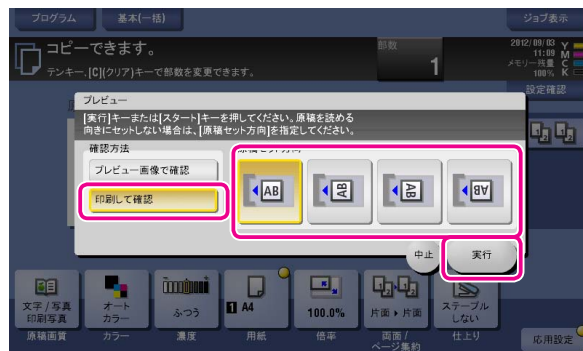 プログラム
基本(一括)
ジョブ表示
コピーできます。
テンキー,[C](クリア)キーで部数を変更できます。
部数
1
2012/09/03
11:09
メモリー残量
100%
Y
M
C
K
設定確認
プレビュー
[実行]キーまたは[スタート]キーを押してください。原稿を読める
向きにセットしない場合は、[原稿セット方向]を指定してください。
確認方法
プレビュー画像で確認
印刷して確認
原稿セット方向
AB
AB
AB
AB
中止
実行
文字/写真
印刷写真
オート
カラー
ふつう
1 A4
100.0%
片面 ▸ 片面
ステープル
しない
原稿画質
カラー
濃度
用紙
倍率
両面/
ページ集約
仕上り
応用設定